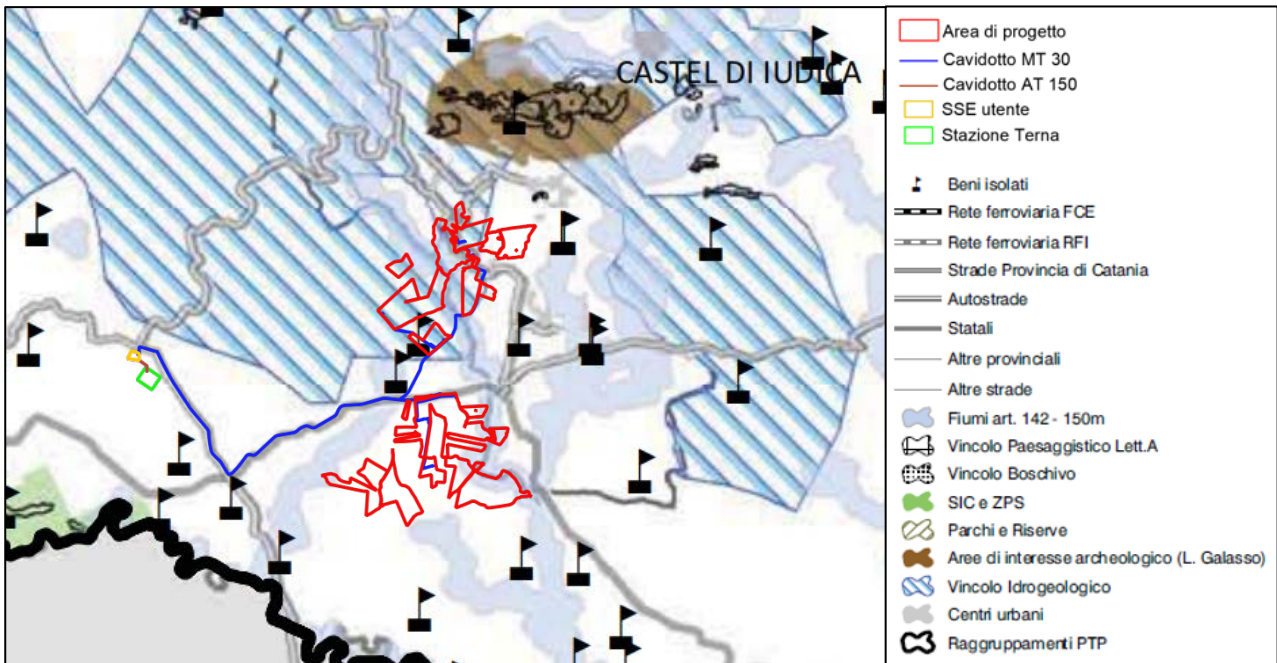 CASTEL DI IUDICA
Area di progetto
Cavidotto MT 30
Cavidotto AT 150
SSE utente
Stazione Terna
Beni isolati
Rete ferroviaria FCE
Rete ferroviaria RFI
Strade Provincia di Catania
Autostrade
Statali
Altre provinciali
Altre strade
Fiumi art. 142 - 150m
Vincolo Paesaggistico Lett.A
Vincolo Boschivo
SIC e ZPS
Parchi e Riserve
Aree di interesse archeologico (L. Galasso)
Vincolo Idrogeologico
Centri urbani
Raggruppamenti PTP